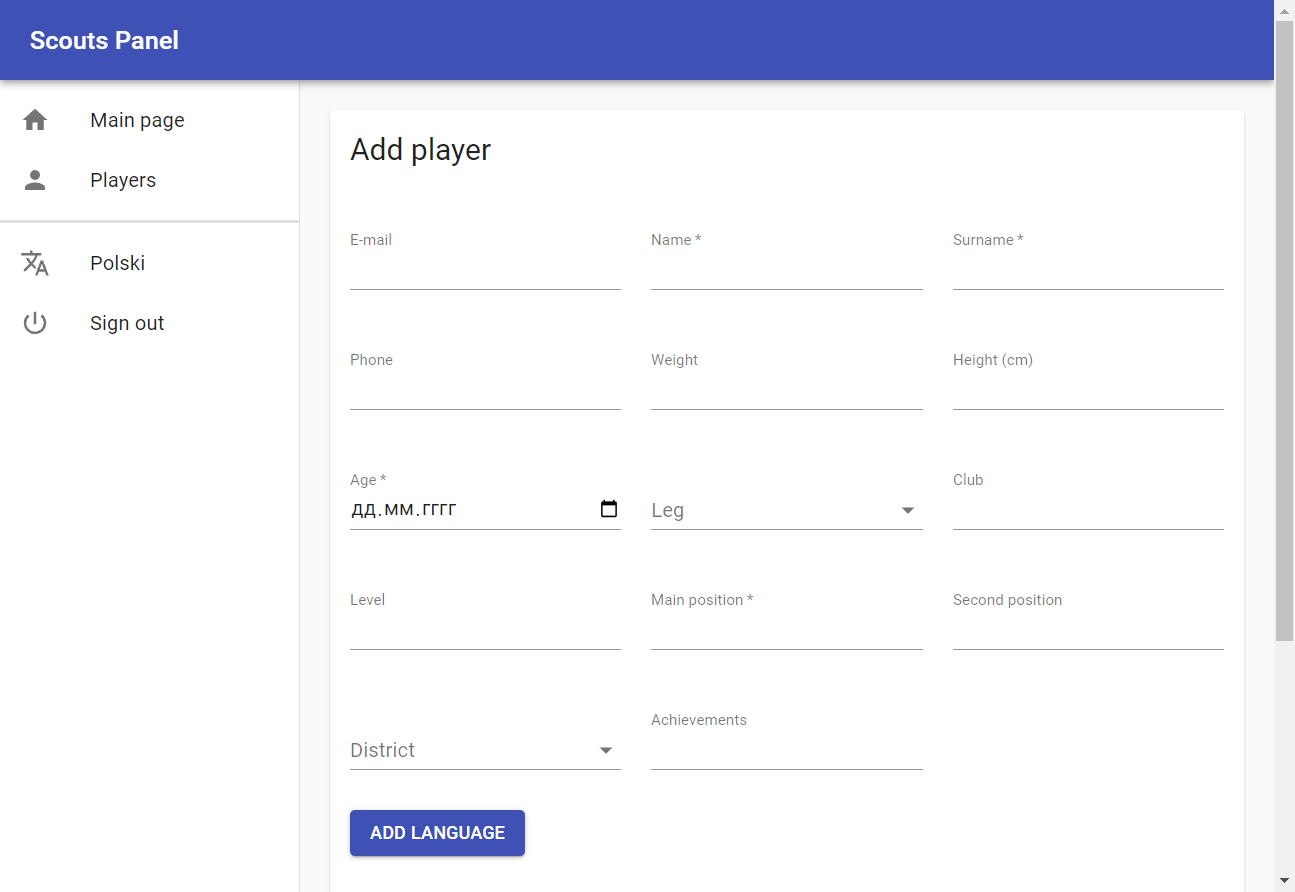 Scouts Panel
Main page
Players
Polski
Sign out
Add player
E-mail
Name *
Surname *
Phone
Weight
Height (cm)
Age *
дд.мм.гггг
Leg
Club
Level
Main position *
Second position
District
Achievements
ADD LANGUAGE